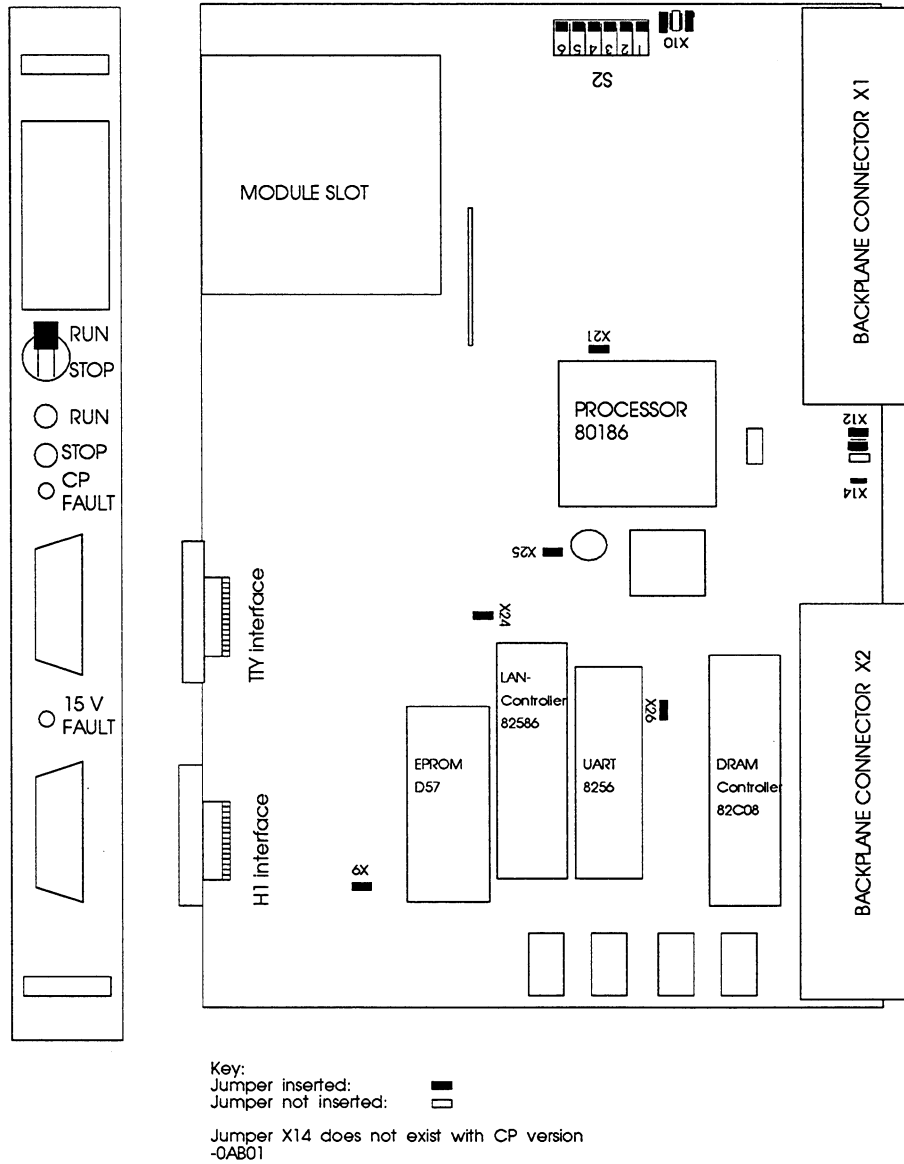 RUN
STOP
RUN
STOP
CP
FAULT
15 V
FAULT
MODULE SLOT
6 5 4 3 2 1
S2
X10
BACKPLANE CONNECTOR X1
X21
PROCESSOR
80186
X12
X14
X25
X24
TTY interface
LAN-
Controller
82586
UART
8256
X26
DRAM
Controller
82C08
EPROM
D57
H1 interface
X9
BACKPLANE CONNECTOR X2
Key:
Jumper inserted:
Jumper not inserted:
Jumper X14 does not exist with CP version
-0AB01